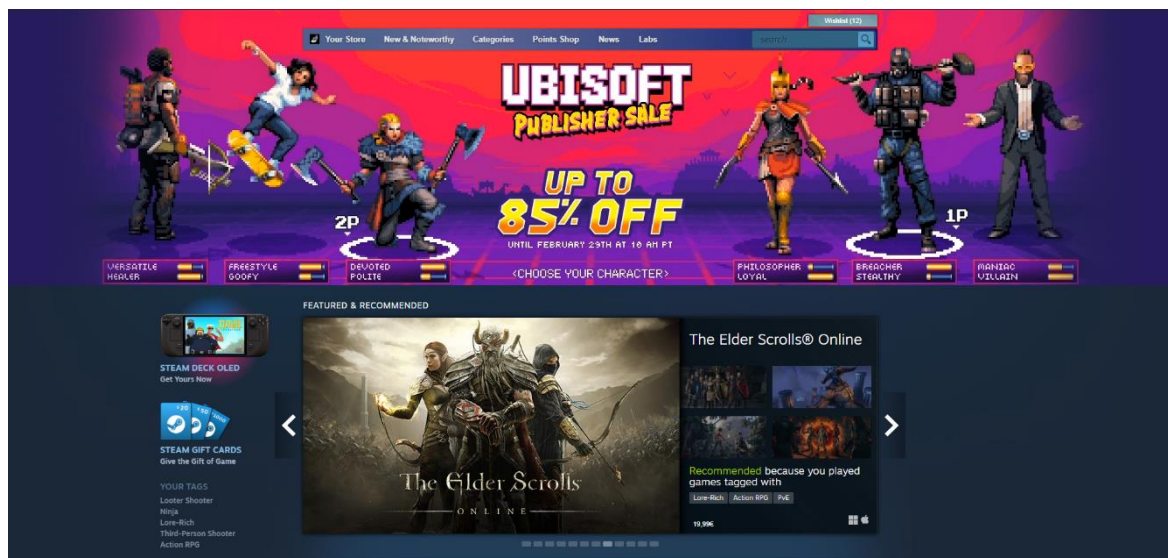 Wishlist (12)
Your Store New & Noteworthy Categories Points Shop News Labs search
UBISOFT
PUBLISHER SALE
UP TO
85% OFF
UNTIL FEBRUARY 29TH AT 10 AM PT
2P
1P
VERSATILE
HEALER
FREESTYLE
GOOFY
DEVOTED
POLITE
<CHOOSE YOUR CHARACTER>
PHILOSOPHER
LOYAL
BREACHER
STEALTHY
MANIAC
VILLAIN
STEAM DECK OLED
Get Yours Now
STEAM GIFT CARDS
Give the Gift of Game
YOUR TAGS
Looter Shooter
Ninja
Lore-Rich
Third-Person Shooter
Action RPG
FEATURED & RECOMMENDED
The Elder Scrolls
ONLINE
The Elder Scrolls® Online
Recommended because you played
games tagged with
Lore-Rich Action RPG PvE
19,99€